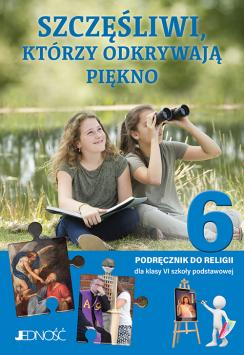 SZCZĘŚLIWI,
KTÓRZY ODKRYWAJĄ
PIĘKNO
6
PODRĘCZNIK DO RELIGII
dla klasy VI szkoły podstawowej
JEDNOŚĆ